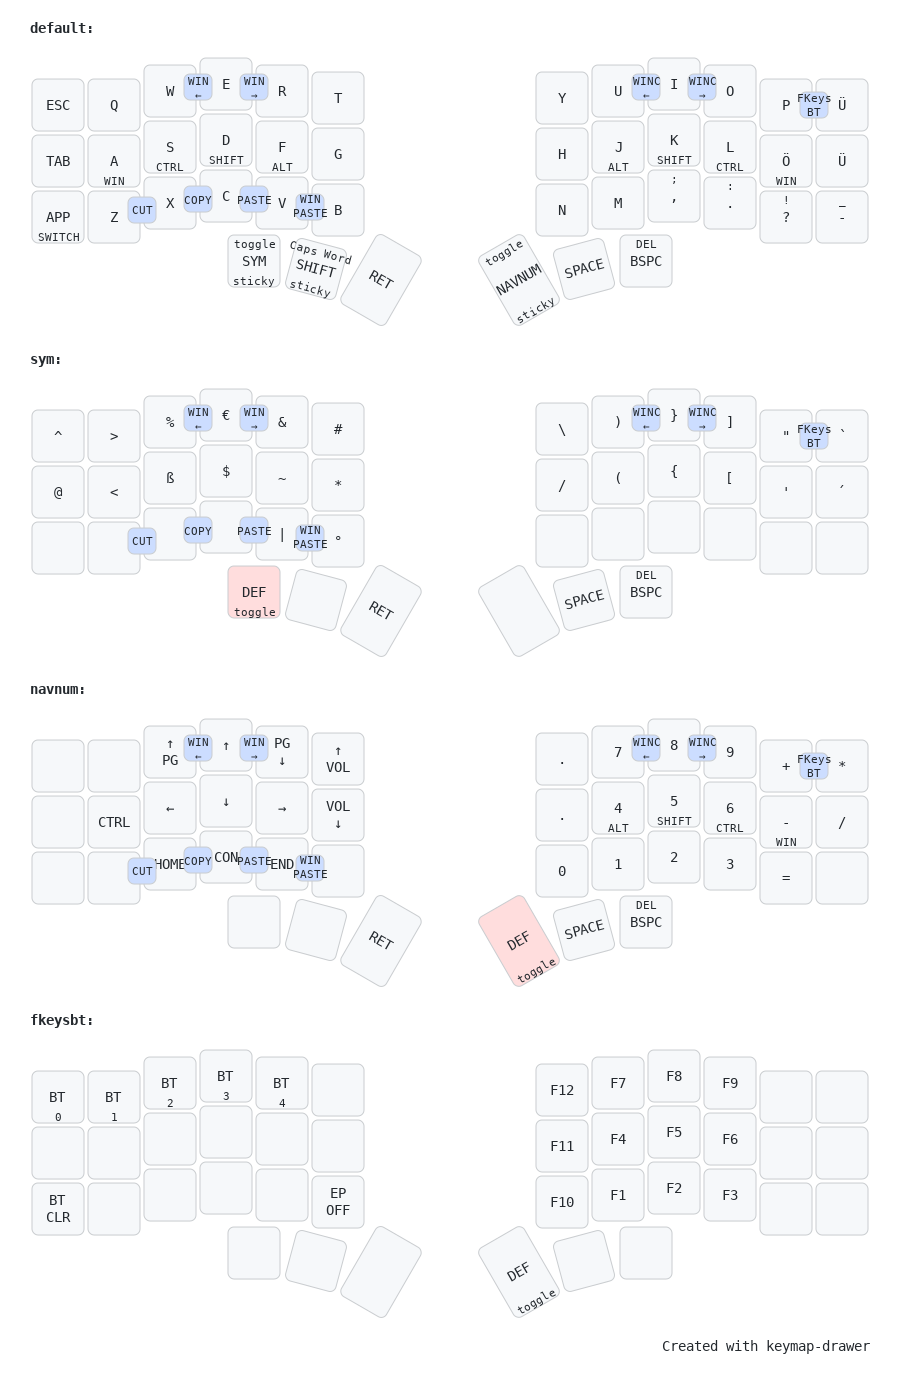 default:
ESC Q W WIN ← E WIN → R T Y U WINC ← I WINC → O P FKeys BT Ü
TAB A WIN S CTRL D SHIFT F ALT G H J ALT K SHIFT L CTRL Ö WIN Ü
APP SWITCH Z CUT X COPY C PASTE V WIN PASTE B N M ; , : . ! ? _ -
toggle SYM sticky Caps Word SHIFT sticky RET toggle NAVNUM sticky SPACE DEL BSPC
sym:
^ > % WIN ← € WIN → & # \ ) WINC ← } WINC → ] " FKeys BT `
@ < ß $ ~ * / ( { [ ' ´
CUT COPY PASTE | WIN PASTE °
DEF toggle RET SPACE DEL BSPC
navnum:
↑ PG WIN ← ↑ WIN → PG ↓ ↑ VOL . 7 WINC ← 8 WINC → 9 + FKeys BT *
CTRL ← ↓ → VOL ↓ . 4 ALT 5 SHIFT 6 CTRL - WIN /
CUT HOME COPY CON PASTE END WIN PASTE 0 1 2 3 =
RET DEF toggle SPACE DEL BSPC
fkeysbt:
BT 0 BT 1 BT 2 BT 3 BT 4 F12 F7 F8 F9
F11 F4 F5 F6
BT CLR EP OFF F10 F1 F2 F3
DEF toggle
Created with keymap-drawer